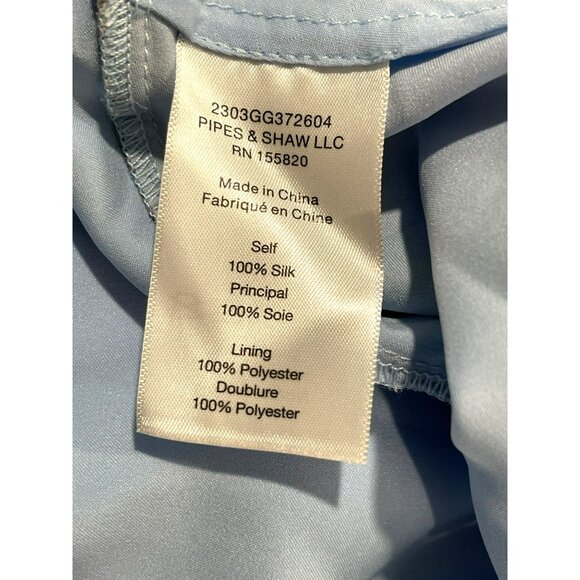 2303GG372604
PIPES & SHAW LLC
RN 155820
Made in China
Fabriqué en Chine
Self
100% Silk
Principal
100% Soie
Lining
100% Polyester
Doublure
100% Polyester